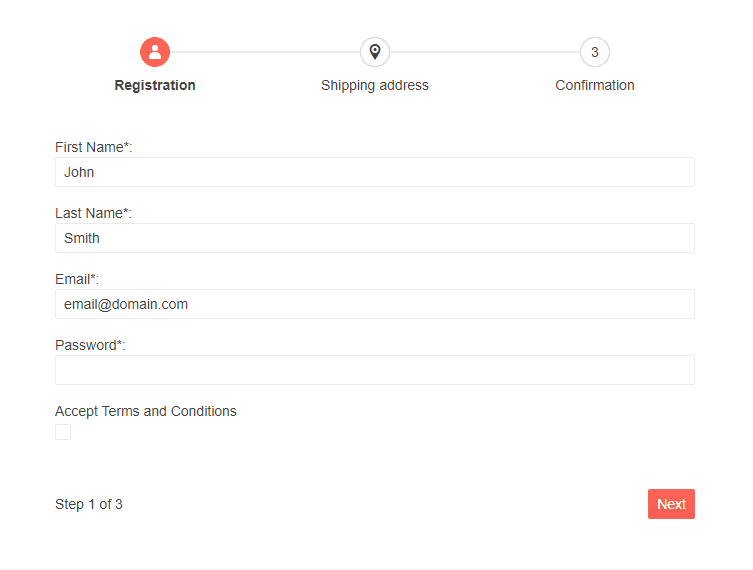 3
Registration Shipping address Confirmation
First Name*:
John
Last Name*:
Smith
Email*:
email@domain.com
Password*:
Accept Terms and Conditions
Step 1 of 3 Next